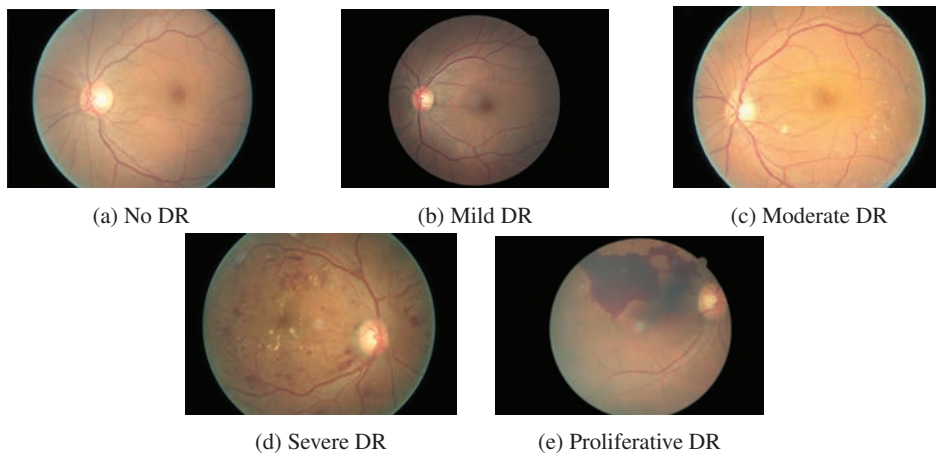 (a) No DR
(b) Mild DR
(c) Moderate DR
(d) Severe DR
(e) Proliferative DR